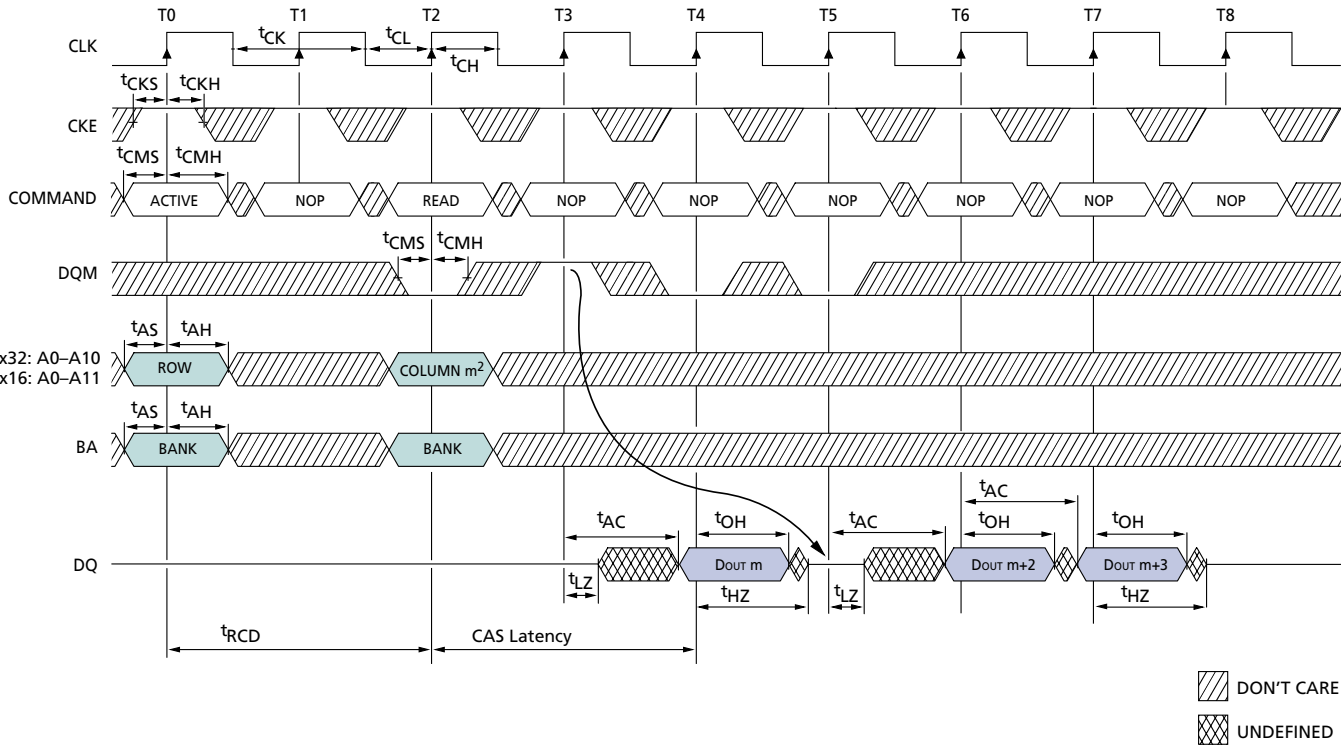 T0 T1 T2 T3 T4 T5 T6 T7 T8
CLK
tCK tCL
tCH
tCKS tCKH
CKE
tCMS tCMH
COMMAND ACTIVE NOP READ NOP NOP NOP NOP NOP NOP
tCMS tCMH
DQM
tAS tAH
x32: A0–A10
x16: A0–A11
ROW COLUMN m2
tAS tAH
BA BANK BANK
tAC
tAC tOH tAC tOH tOH
DQ DOUT m DOUT m+2 DOUT m+3
tLZ tHZ tLZ tHZ
tRCD CAS Latency
DON'T CARE
UNDEFINED